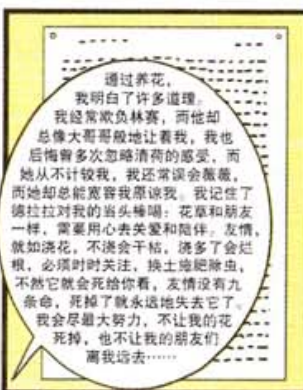 通过养花，
我明白了许多道理。
我经常欺负林赛，而他却
总像大哥哥般地让着我，我也
后悔曾多次忽略清荷的感受，而
她从不计较我，我还常误会薇薇，
而她却总能宽容我原谅我。我记住了
德拉拉对我的当头棒喝：花草和朋友
一样，需要用心去关爱和陪伴。友情，
就如浇花，不浇会干枯，浇多了会烂
根，必须时时关注，换土施肥除虫，
不然它就会死给你看，友情没有九
条命，死掉了就永远地失去它了。
我会尽最大努力，不让我的花
死掉，也不让我的朋友们
离我远去……